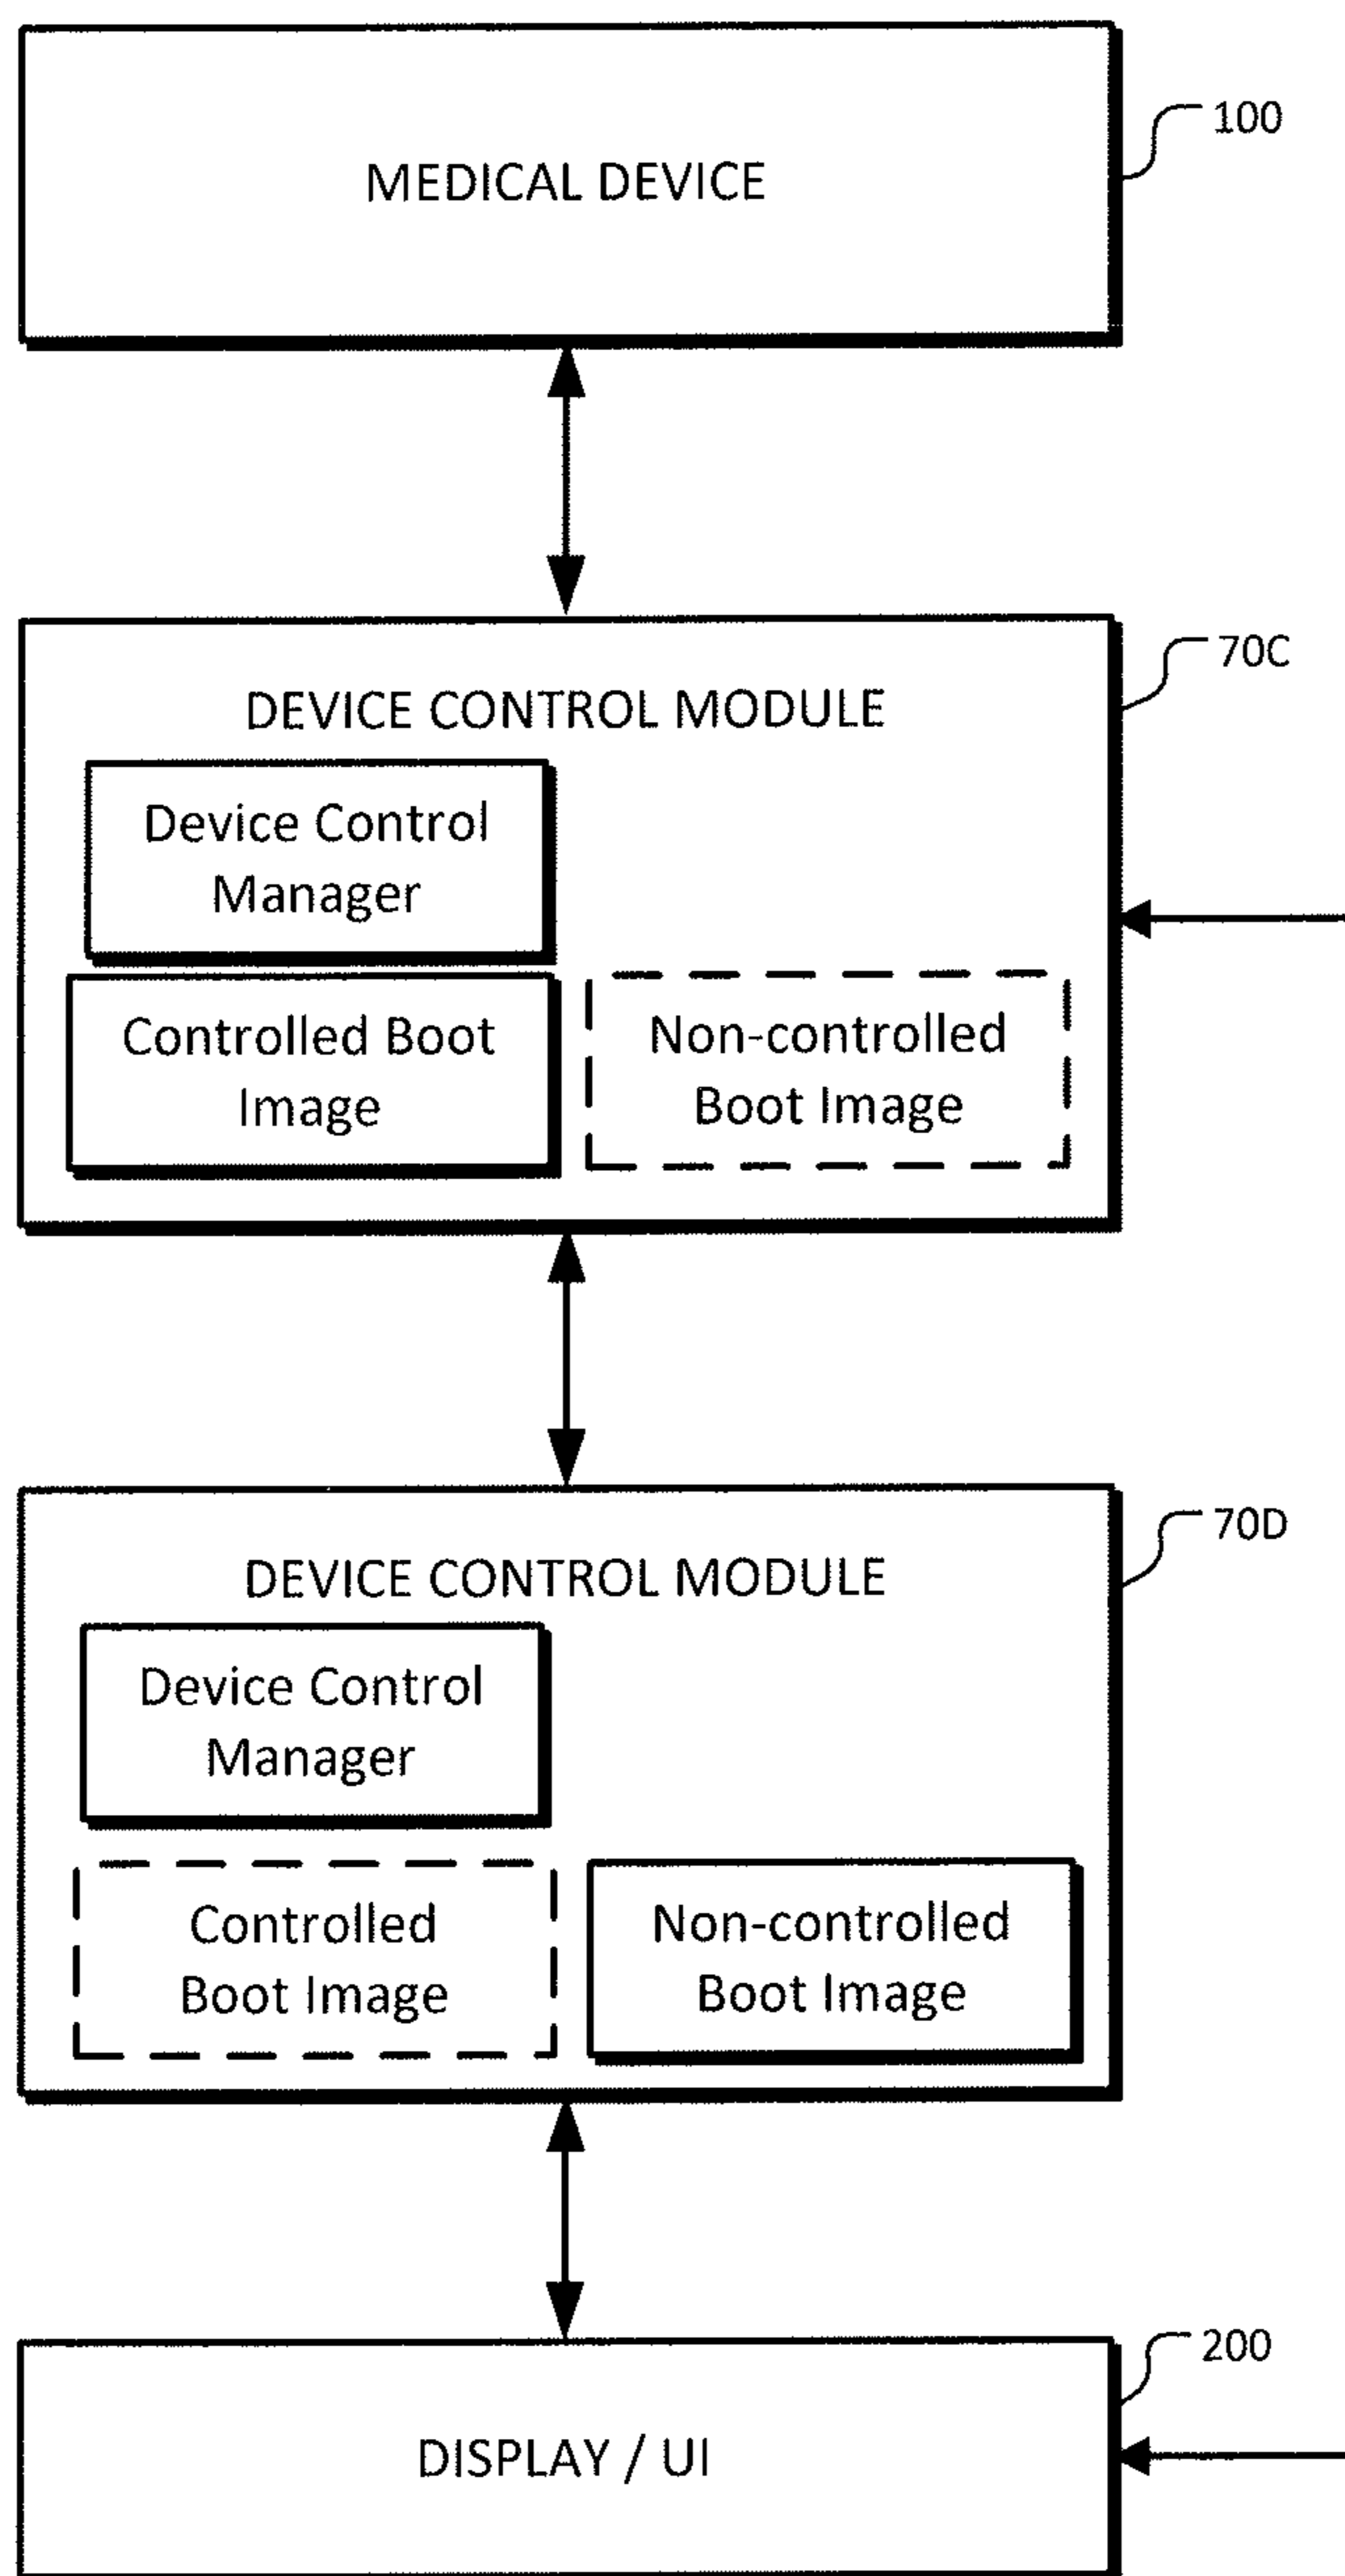 MEDICAL DEVICE
100
DEVICE CONTROL MODULE
70C
Device Control
Manager
Controlled Boot
Image
Non-controlled
Boot Image
DEVICE CONTROL MODULE
70D
Device Control
Manager
Controlled
Boot Image
Non-controlled
Boot Image
DISPLAY / UI
200